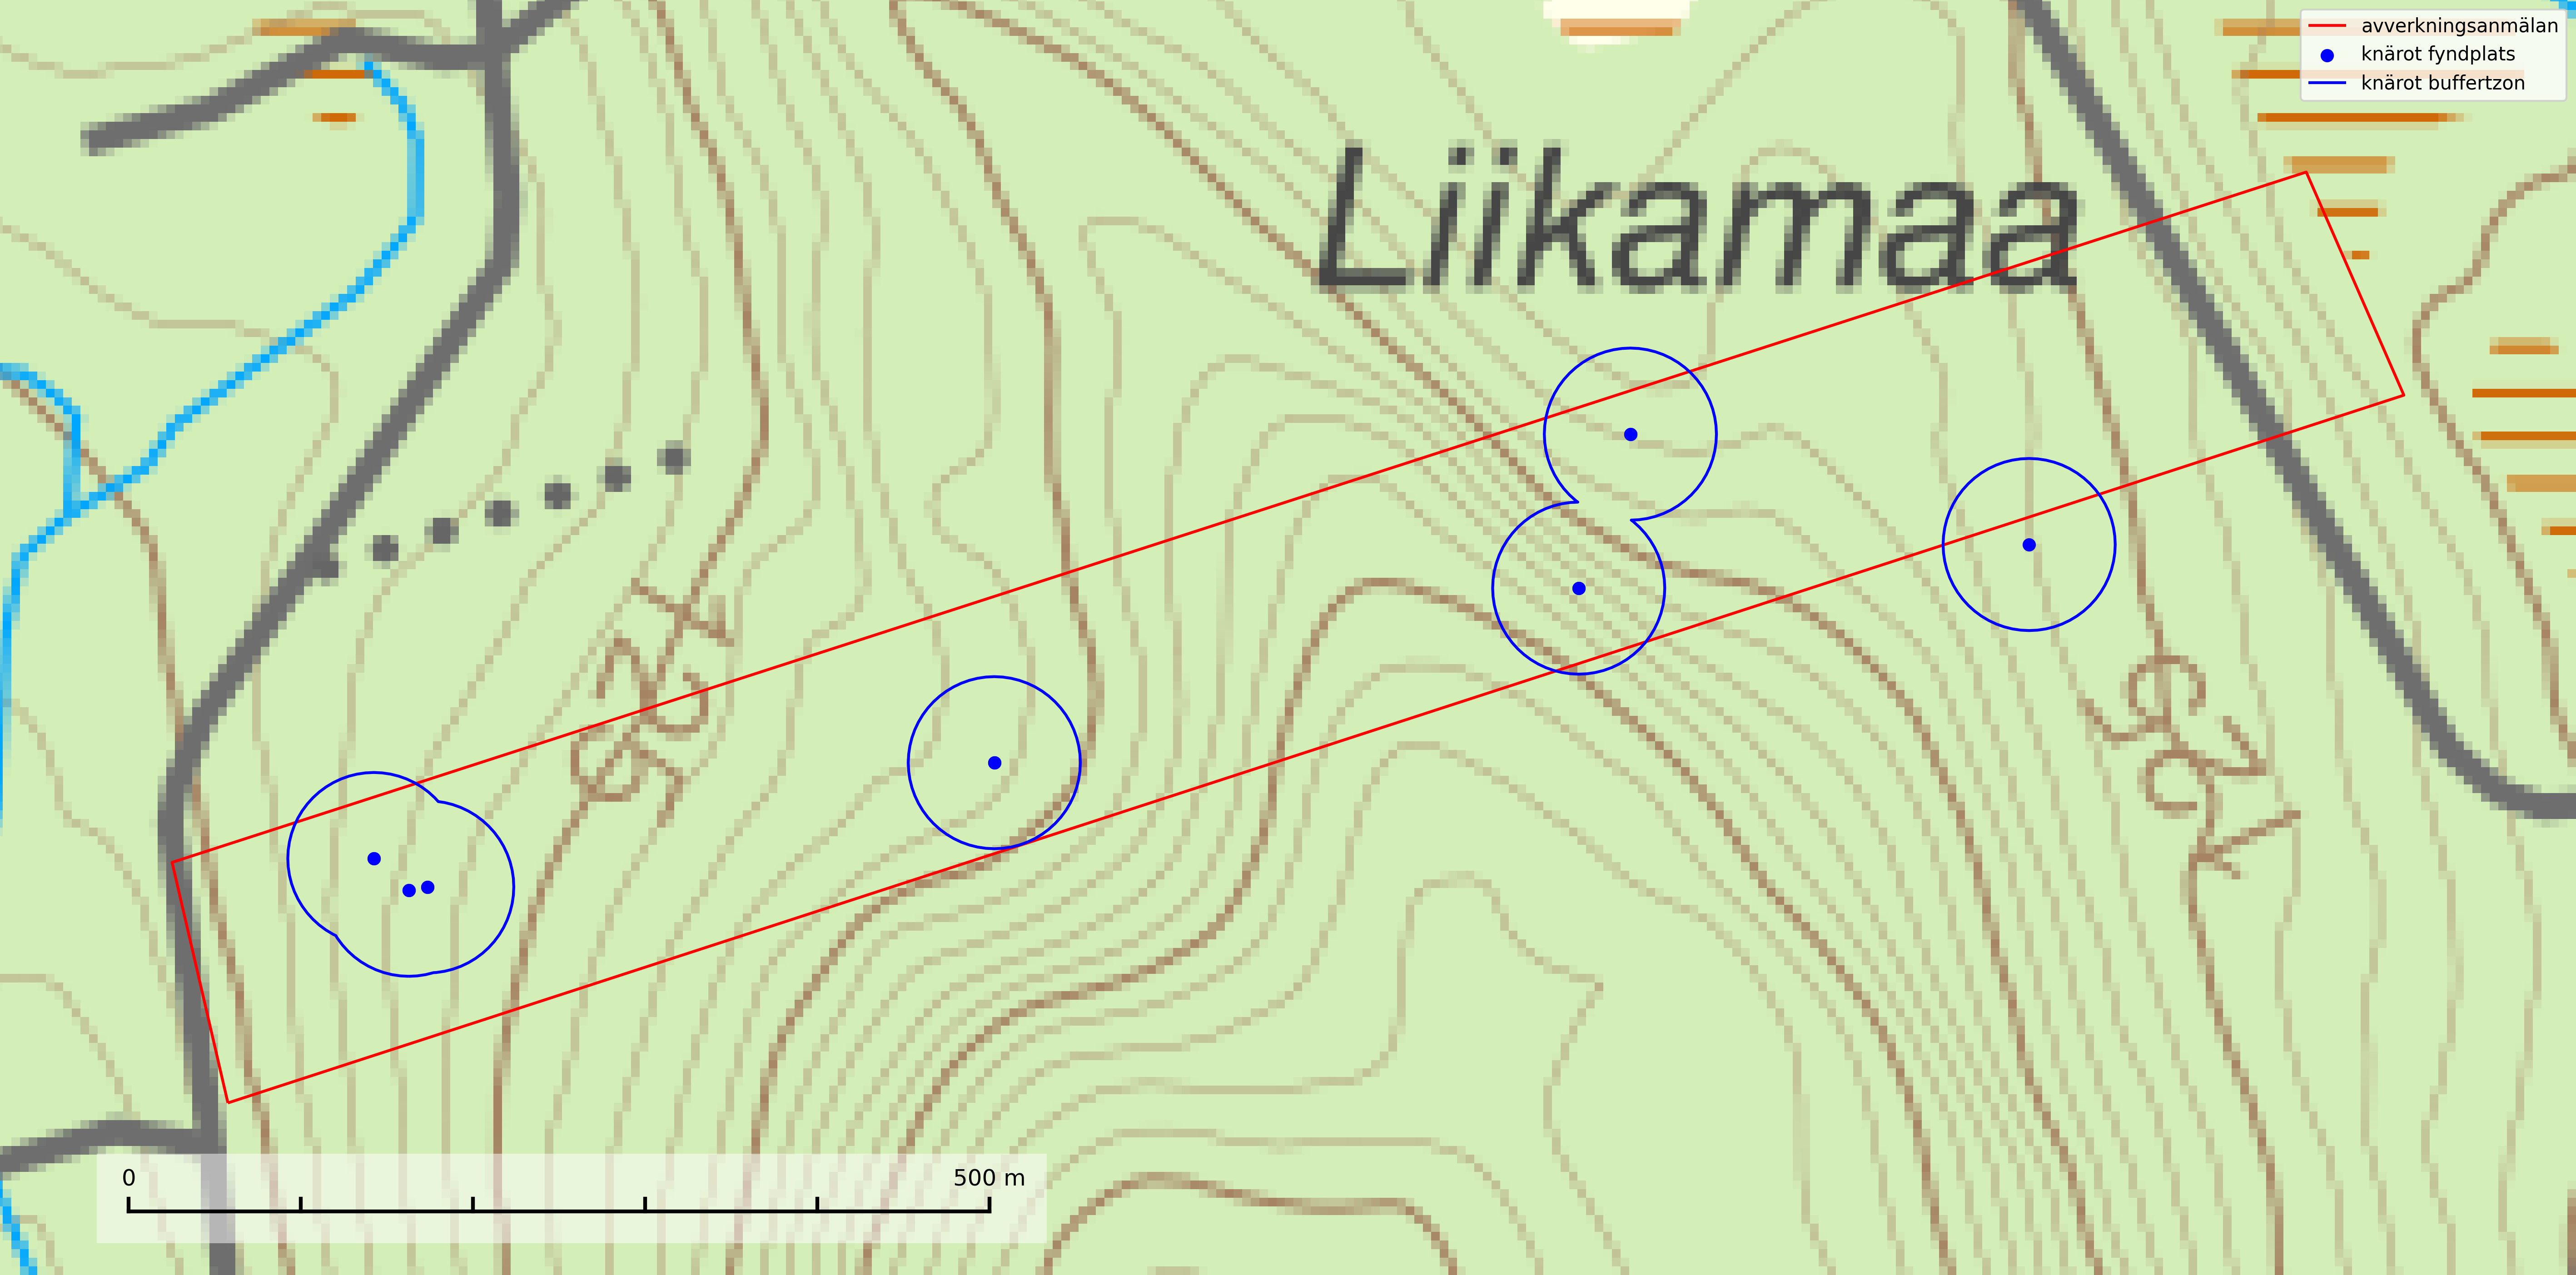 avverkningsanmälan
knärot fyndplats
knärot buffertzon
Liikamaa
0 500 m